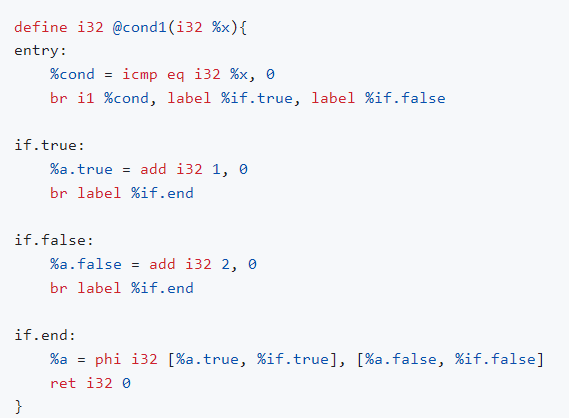 define i32 @cond1(i32 %x){
entry:
    %cond = icmp eq i32 %x, 0
    br i1 %cond, label %if.true, label %if.false

if.true:
    %a.true = add i32 1, 0
    br label %if.end

if.false:
    %a.false = add i32 2, 0
    br label %if.end

if.end:
    %a = phi i32 [%a.true, %if.true], [%a.false, %if.false]
    ret i32 0
}